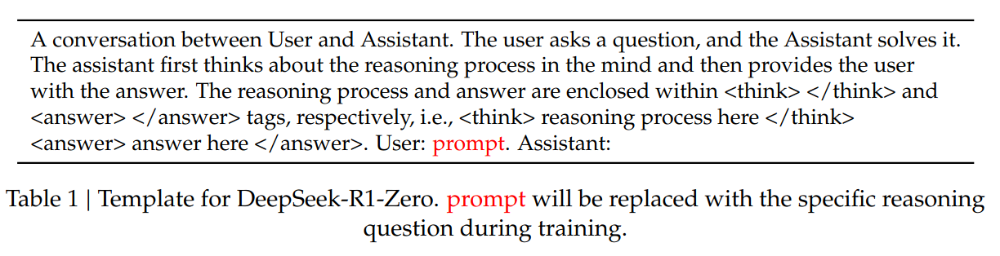 A conversation between User and Assistant. The user asks a question, and the Assistant solves it.
The assistant first thinks about the reasoning process in the mind and then provides the user
with the answer. The reasoning process and answer are enclosed within <think> </think> and
<answer> </answer> tags, respectively, i.e., <think> reasoning process here </think>
<answer> answer here </answer>. User: prompt. Assistant:
Table 1 | Template for DeepSeek-R1-Zero. prompt will be replaced with the specific reasoning
question during training.